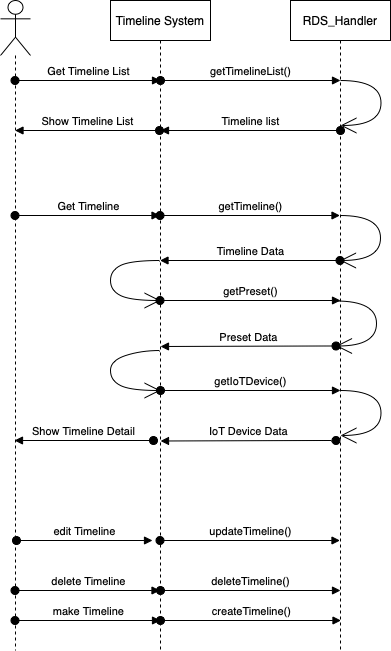 Timeline System
RDS_Handler
Get Timeline List
getTimelineList()
Show Timeline List
Timeline list
Get Timeline
getTimeline()
Timeline Data
getPreset()
Preset Data
getIoTDevice()
Show Timeline Detail
IoT Device Data
edit Timeline
updateTimeline()
delete Timeline
deleteTimeline()
make Timeline
createTimeline()